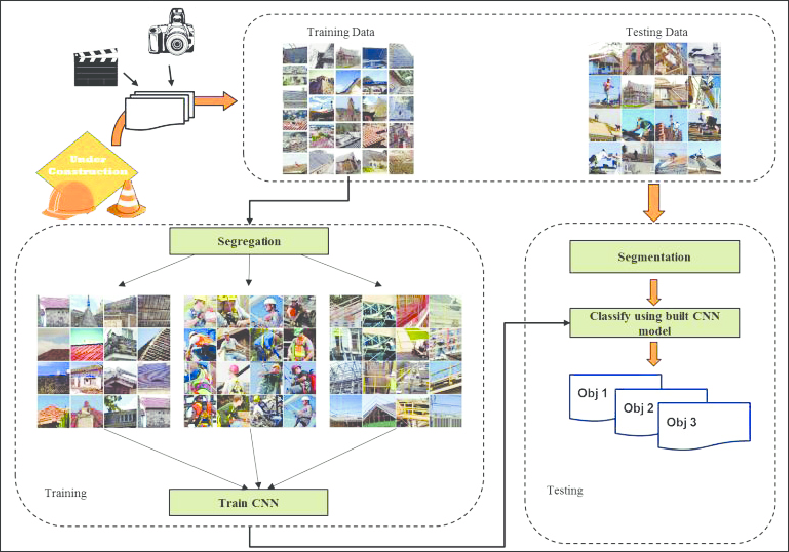 Training Data
Testing Data
Under
Construction
Segregation
Segmentation
Classify using built CNN
model
Obj 1
Obj 2
Obj 3
Training
Train CNN
Testing